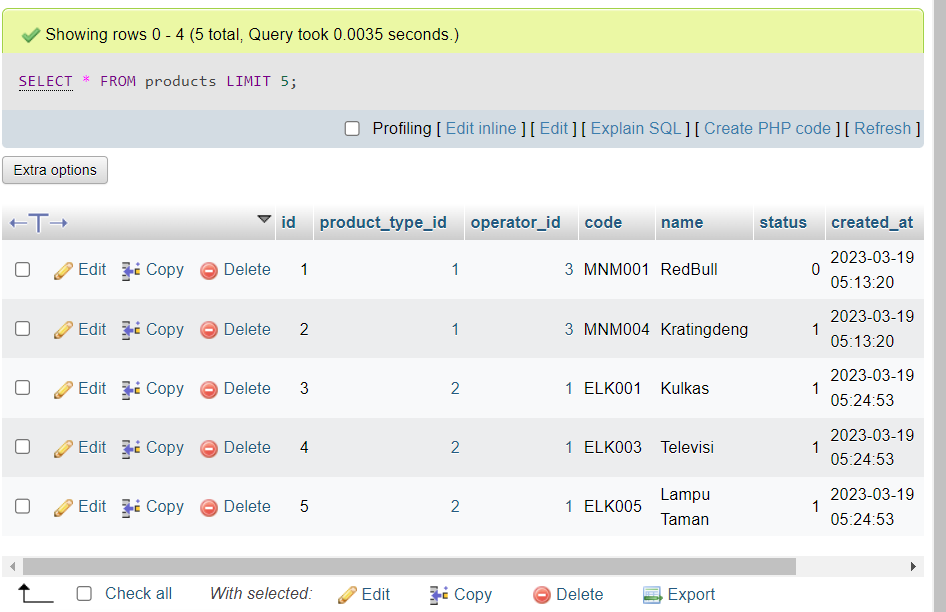 Showing rows 0 - 4 (5 total, Query took 0.0035 seconds.)
SELECT * FROM products LIMIT 5;
Profiling [ Edit inline ] [ Edit ] [ Explain SQL ] [ Create PHP code ] [ Refresh ]
Extra options
←T→ id product_type_id operator_id code name status created_at
Edit Copy Delete 1 1 3 MNM001 RedBull 0 2023-03-19
05:13:20
Edit Copy Delete 2 1 3 MNM004 Kratingdeng 1 2023-03-19
05:13:20
Edit Copy Delete 3 2 1 ELK001 Kulkas 1 2023-03-19
05:24:53
Edit Copy Delete 4 2 1 ELK003 Televisi 1 2023-03-19
05:24:53
Edit Copy Delete 5 2 1 ELK005 Lampu 1 2023-03-19
Taman 05:24:53
Check all With selected: Edit Copy Delete Export